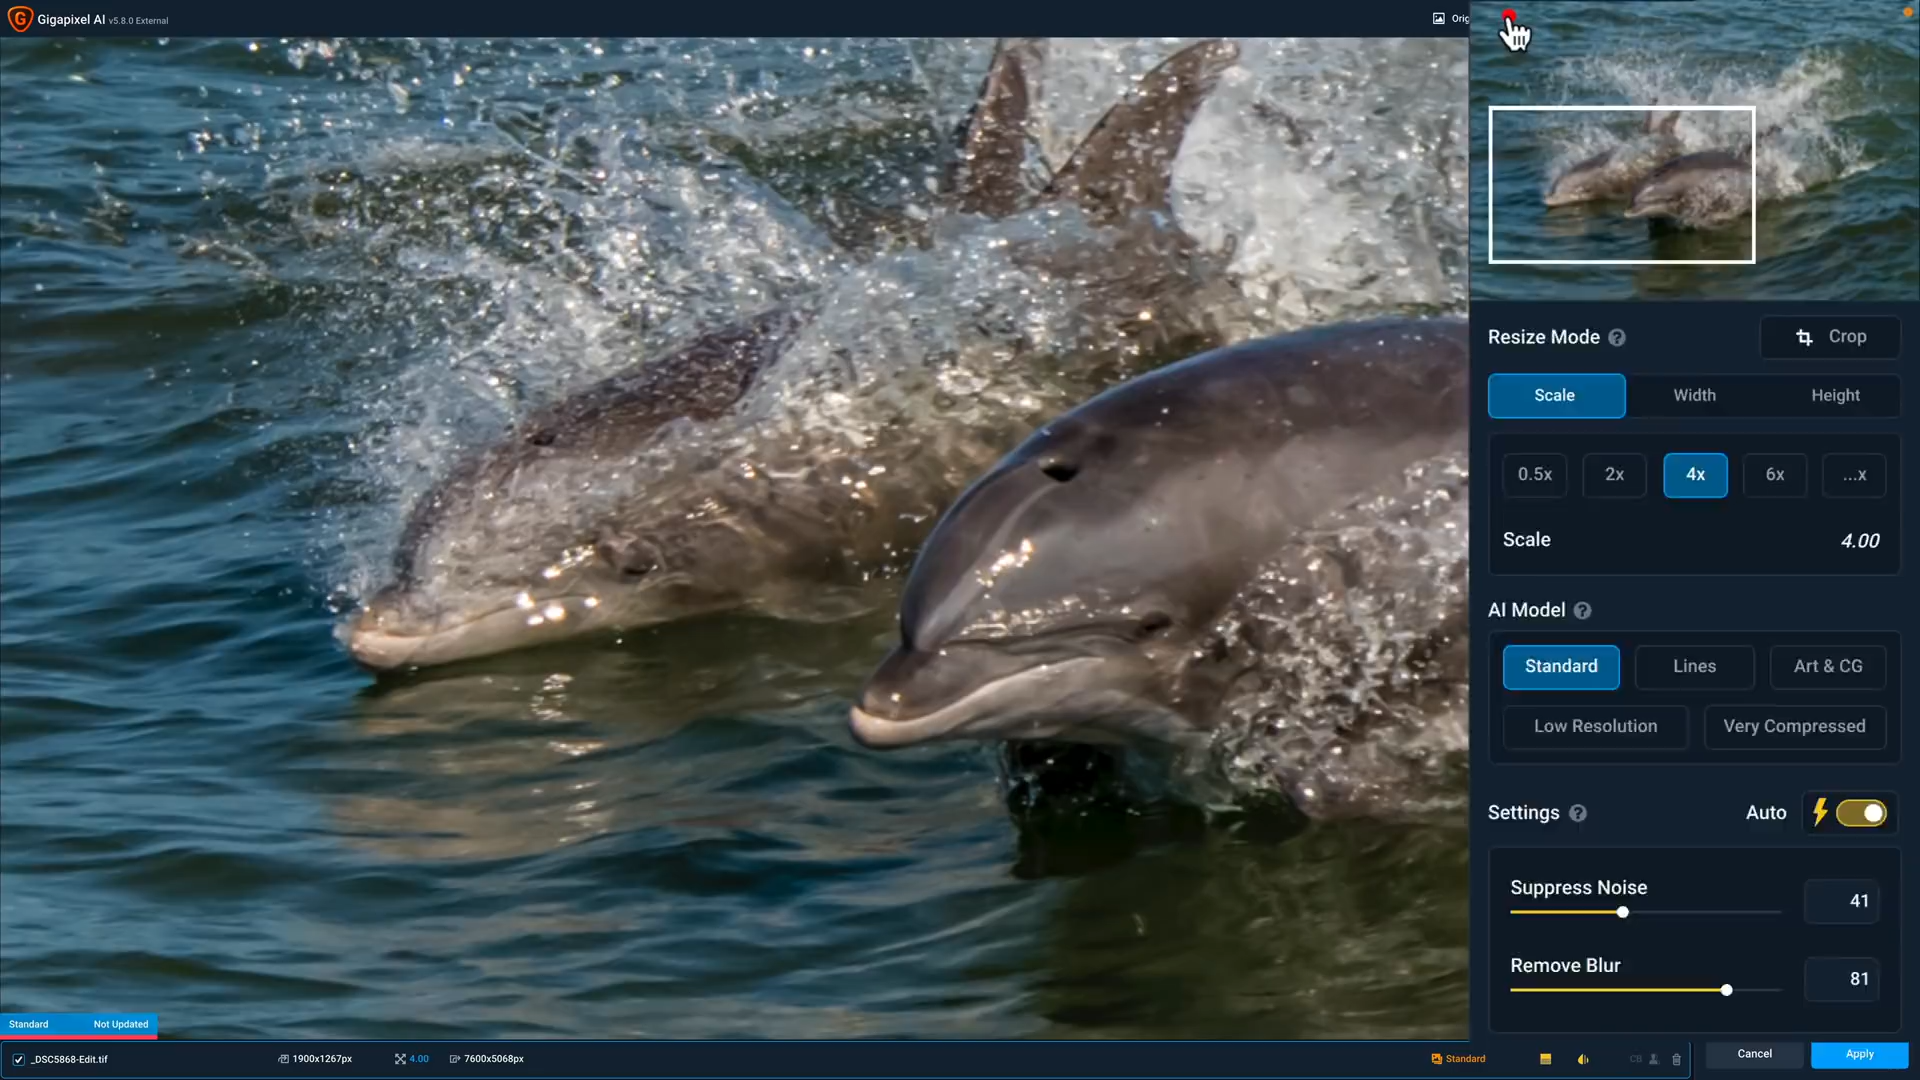 Gigapixel AI v5.8.0 External
Orig
Resize Mode
Crop
Scale Width Height
0.5x 2x 4x 6x ...x
Scale 4.00
AI Model
Standard Lines Art & CG
Low Resolution Very Compressed
Settings Auto
Suppress Noise 41
Remove Blur 81
Standard Not Updated
_DSC5868-Edit.tif 1900x1267px 4.00 7600x5068px Standard CB Cancel Apply